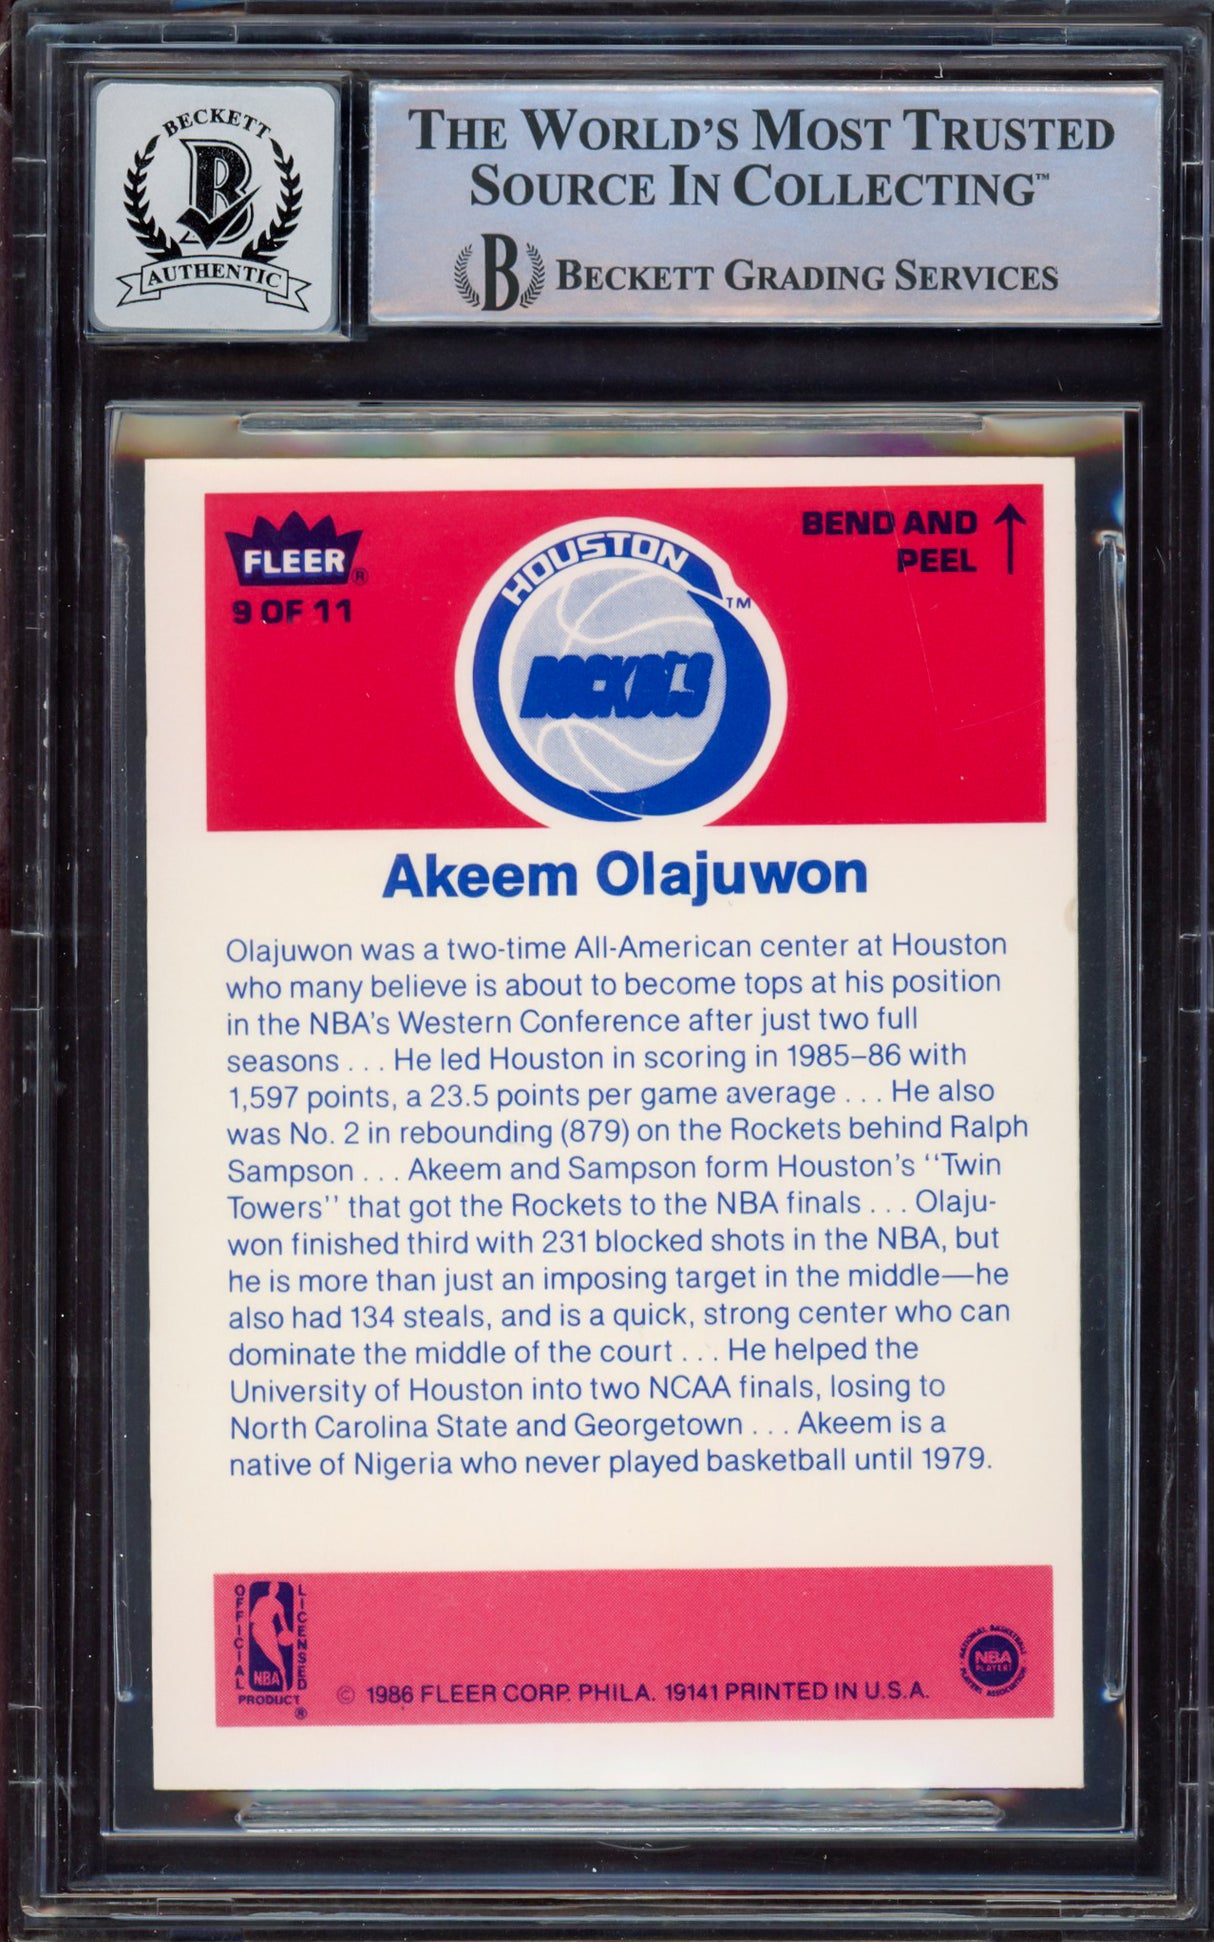 BECKETT
B
AUTHENTIC
THE WORLD'S MOST TRUSTED
SOURCE IN COLLECTING™
B BECKETT GRADING SERVICES
FLEER®
9 OF 11
HOUSTON
ROCKETS
TM
BEND AND
PEEL
Akeem Olajuwon
Olajuwon was a two-time All-American center at Houston
who many believe is about to become tops at his position
in the NBA's Western Conference after just two full
seasons . . . He led Houston in scoring in 1985–86 with
1,597 points, a 23.5 points per game average . . . He also
was No. 2 in rebounding (879) on the Rockets behind Ralph
Sampson . . . Akeem and Sampson form Houston's ''Twin
Towers'' that got the Rockets to the NBA finals . . . Olaju-
won finished third with 231 blocked shots in the NBA, but
he is more than just an imposing target in the middle—he
also had 134 steals, and is a quick, strong center who can
dominate the middle of the court . . . He helped the
University of Houston into two NCAA finals, losing to
North Carolina State and Georgetown . . . Akeem is a
native of Nigeria who never played basketball until 1979.
OFFICIAL
LICENSED
NBA
PRODUCT
®
© 1986 FLEER CORP. PHILA. 19141 PRINTED IN U.S.A.
NATIONAL BASKETBALL
NBA
PLAYERS
PLAYERS ASSOCIATION